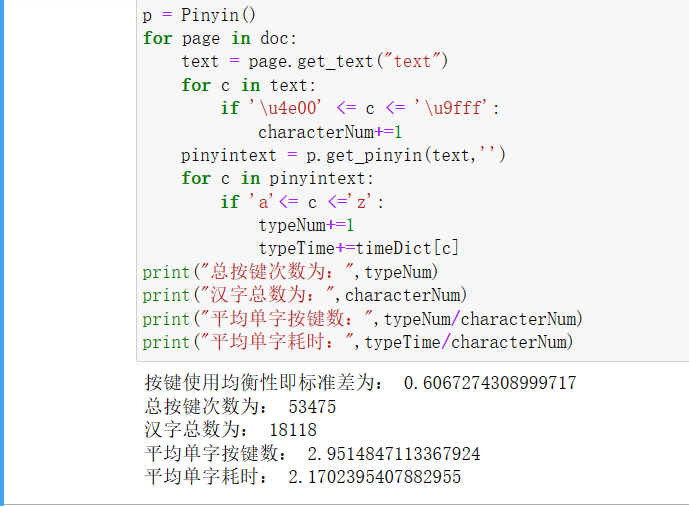 p = Pinyin()
for page in doc:
    text = page.get_text("text")
    for c in text:
        if '\u4e00' <= c <= '\u9fff':
            characterNum+=1
    pinyintext = p.get_pinyin(text,'')
    for c in pinyintext:
        if 'a'<= c <='z':
            typeNum+=1
            typeTime+=timeDict[c]
print("总按键次数为：",typeNum)
print("汉字总数为：",characterNum)
print("平均单字按键数：",typeNum/characterNum)
print("平均单字耗时：",typeTime/characterNum)
按键使用均衡性即标准差为： 0.6067274308999717
总按键次数为： 53475
汉字总数为： 18118
平均单字按键数： 2.9514847113367924
平均单字耗时： 2.1702395407882955